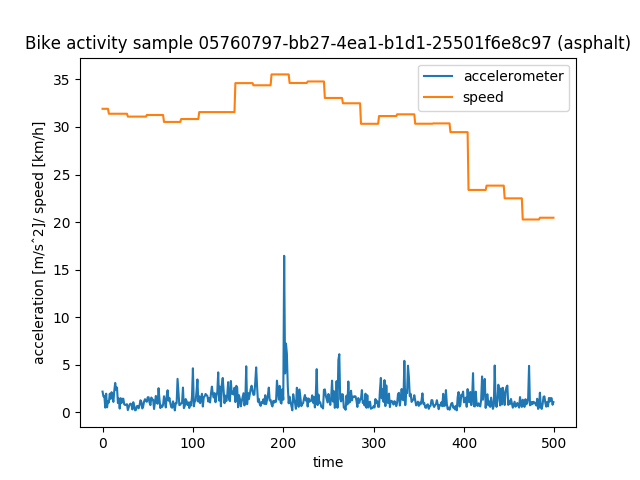 Bike activity sample 05760797-bb27-4ea1-b1d1-25501f6e8c97 (asphalt)
accelerometer
speed
acceleration [m/s^2]/ speed [km/h]
35
30
25
20
15
10
5
0
0 100 200 300 400 500
time